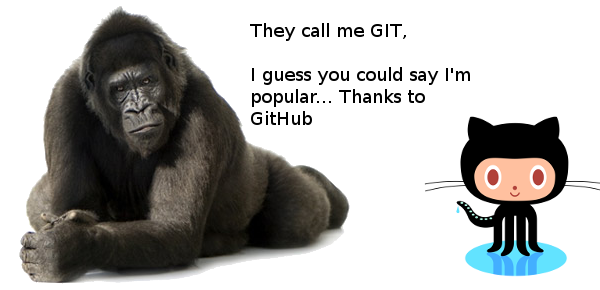 They call me GIT,
I guess you could say I'm
popular... Thanks to
GitHub